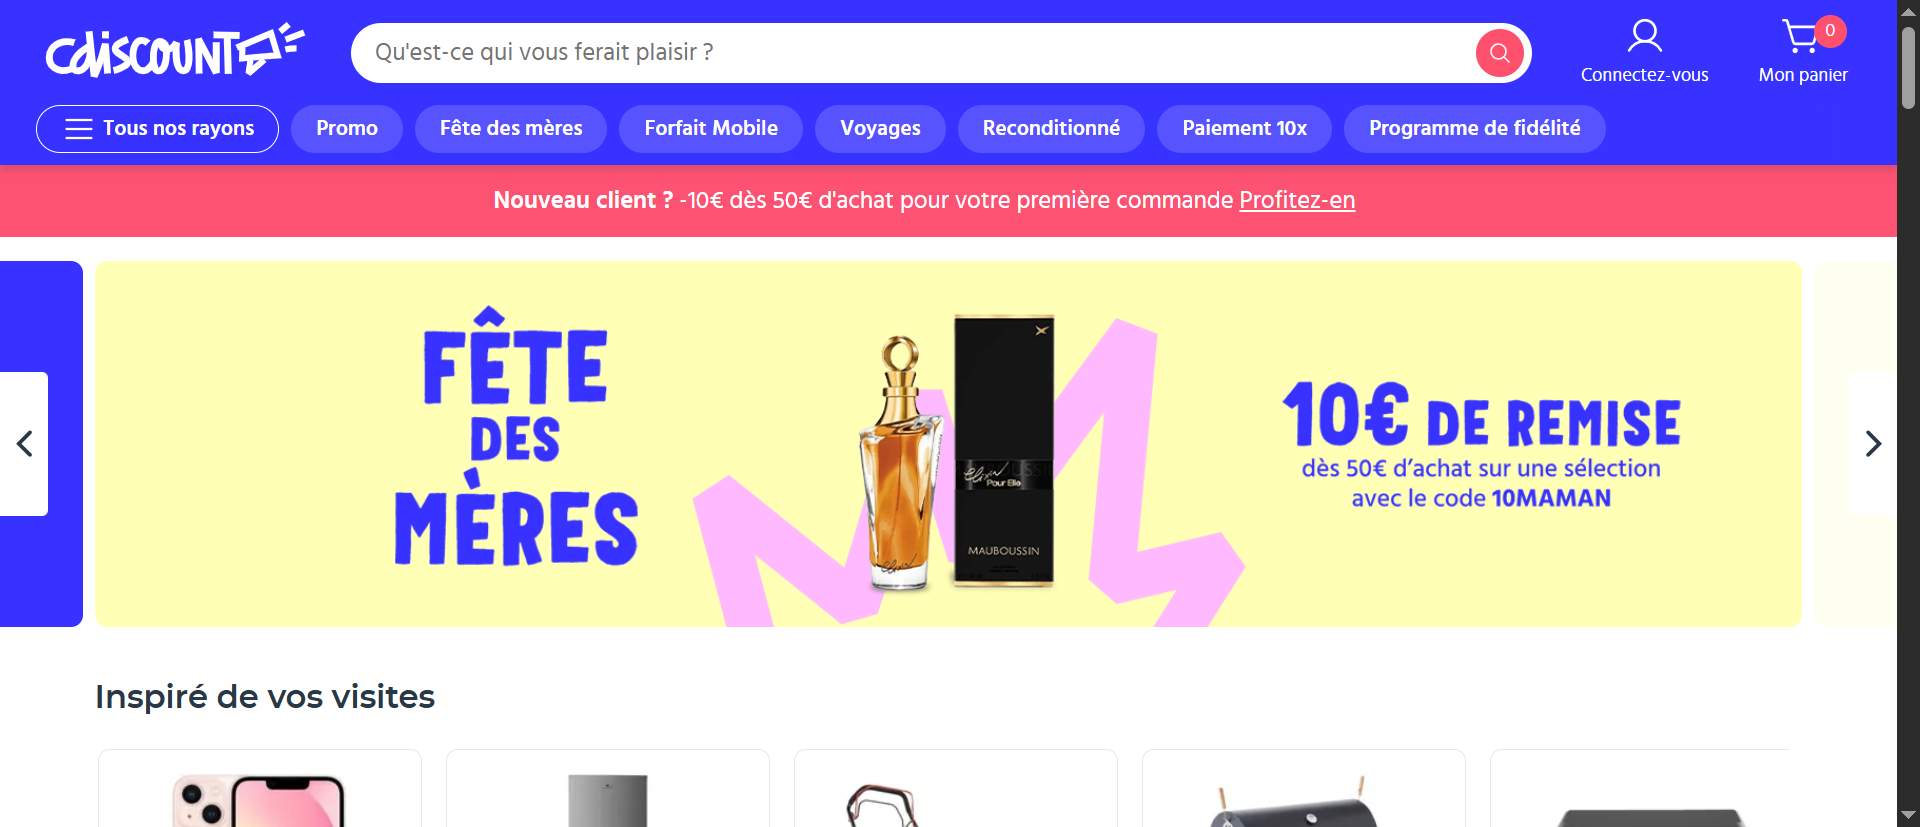 cdiscount
Qu'est-ce qui vous ferait plaisir ?
Connectez-vous
0
Mon panier
Tous nos rayons
Promo
Fête des mères
Forfait Mobile
Voyages
Reconditionné
Paiement 10x
Programme de fidélité
Nouveau client ? -10€ dès 50€ d'achat pour votre première commande Profitez-en
FÊTE
DES
MÈRES
Elixir
Pour Elle
MAUBOUSSIN
Elixir
10€ DE REMISE
dès 50€ d’achat sur une sélection
avec le code 10MAMAN
Inspiré de vos visites